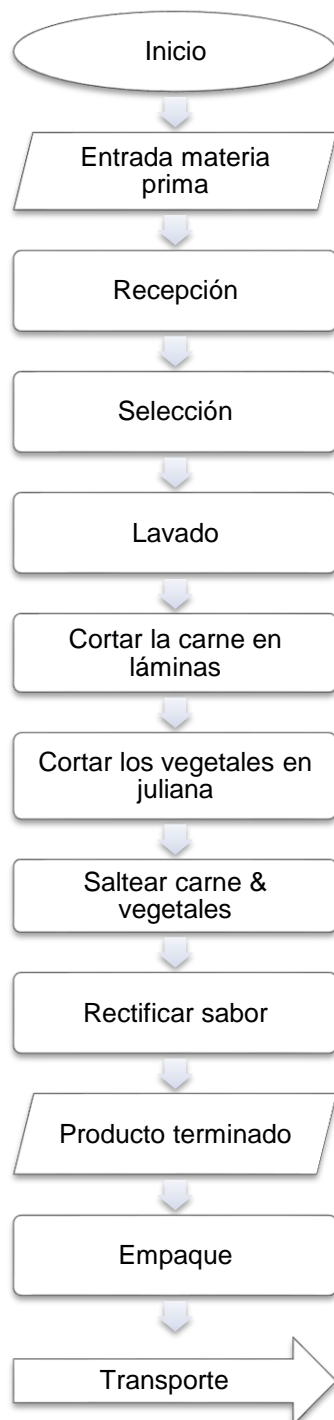 Inicio
Entrada materia
prima
Recepción
Selección
Lavado
Cortar la carne en
láminas
Cortar los vegetales en
juliana
Saltear carne &
vegetales
Rectificar sabor
Producto terminado
Empaque
Transporte